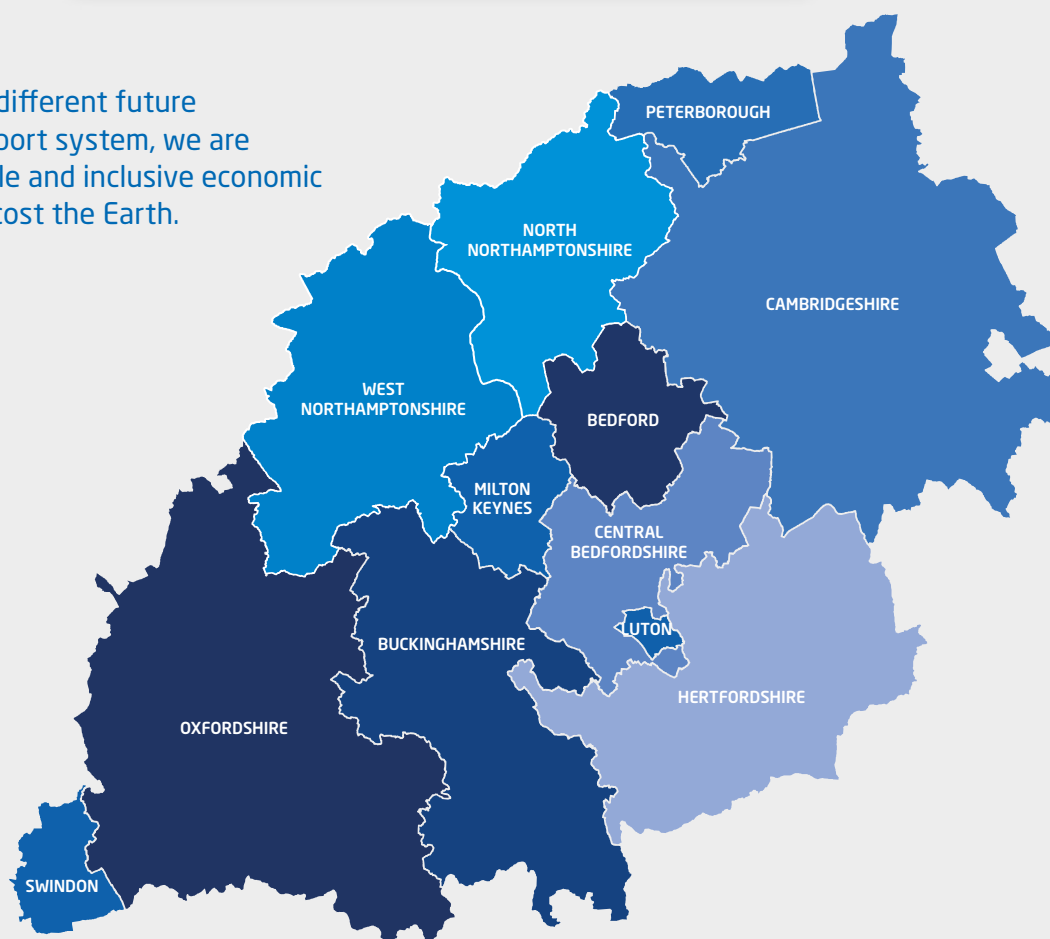 different future
port system, we are
le and inclusive economic
cost the Earth.
PETERBOROUGH
NORTH
NORTHAMPTONSHIRE
CAMBRIDGESHIRE
WEST
NORTHAMPTONSHIRE
BEDFORD
MILTON
KEYNES
CENTRAL
BEDFORDSHIRE
LUTON
BUCKINGHAMSHIRE
HERTFORDSHIRE
OXFORDSHIRE
SWINDON